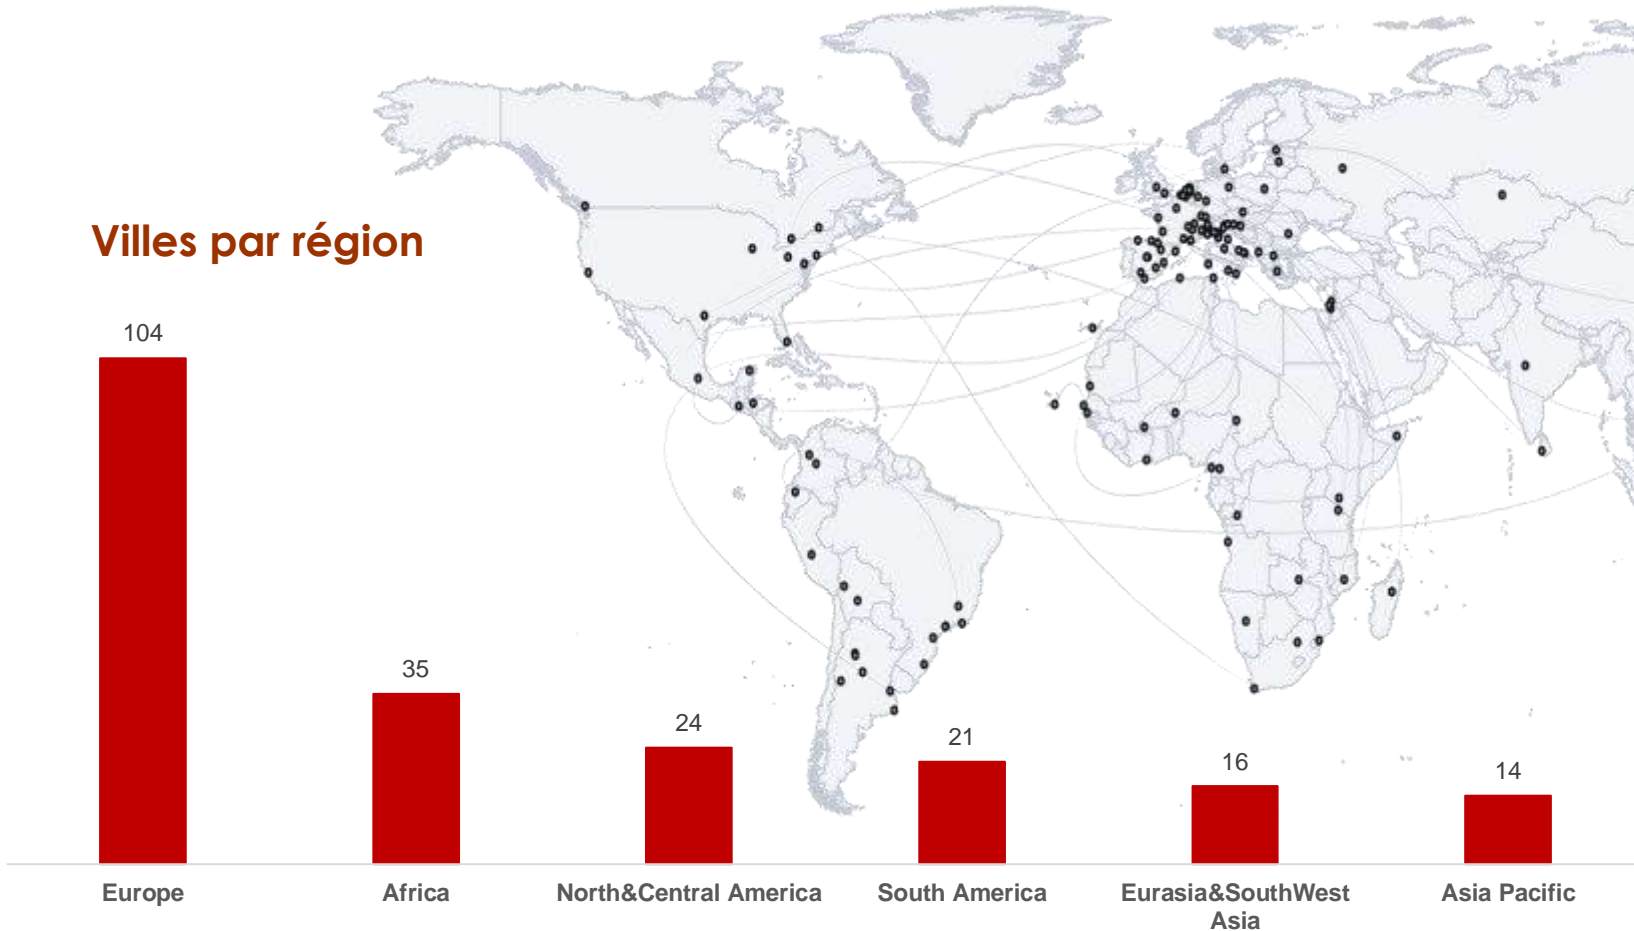 Villes par région
104
35
24
21
16
14
Europe
Africa
North&Central America
South America
Eurasia&SouthWest
Asia
Asia Pacific